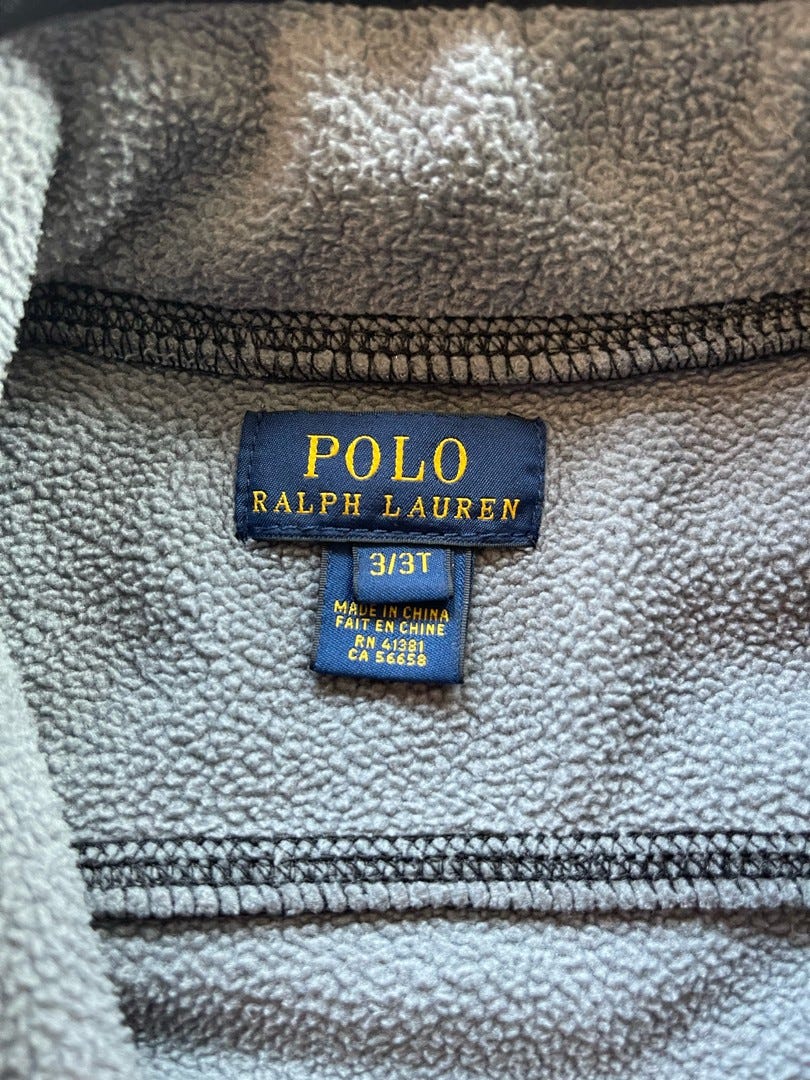 POLO
RALPH LAUREN
3/3T
MADE IN CHINA
FAIT EN CHINE
RN 41381
CA 56658